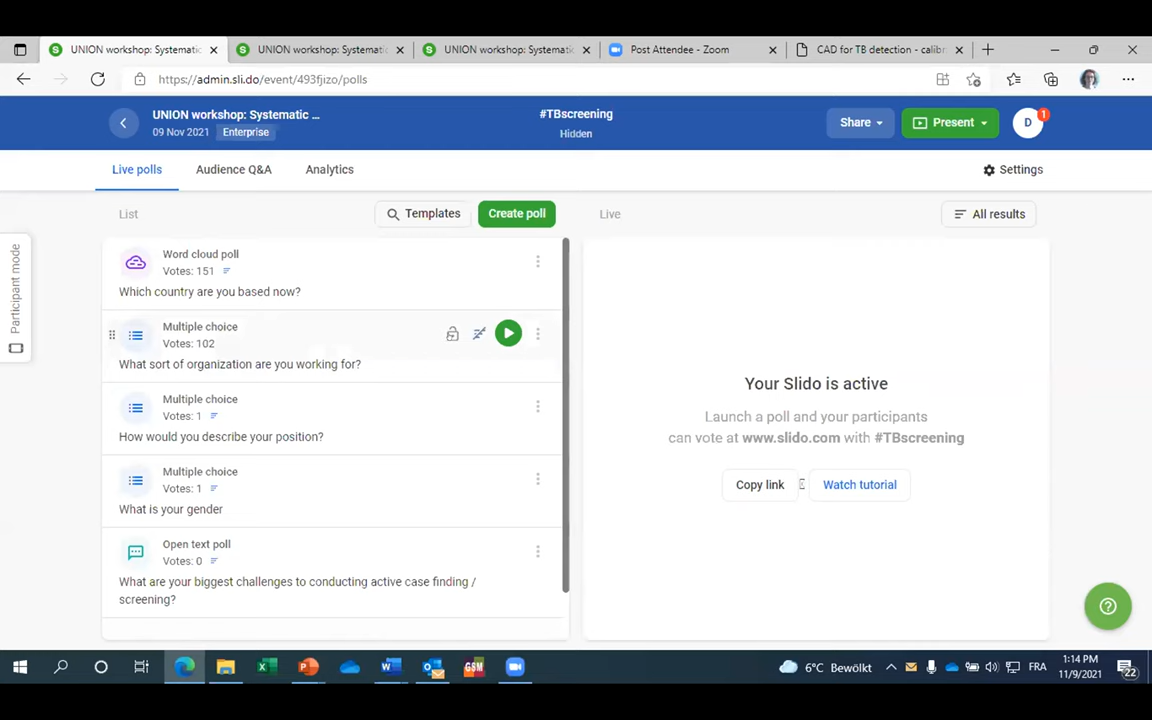 UNION workshop: Systematic
UNION workshop: Systematic
UNION workshop: Systematic
Post Attendee - Zoom
CAD for TB detection - calibr
https://admin.sli.do/event/493fjizo/polls
UNION workshop: Systematic ...
09 Nov 2021 Enterprise
#TBscreening
Hidden
Share
Present
D
1
Live polls
Audience Q&A
Analytics
Settings
Participant mode
List
Templates
Create poll
Word cloud poll
Votes: 151
Which country are you based now?
Multiple choice
Votes: 102
What sort of organization are you working for?
Multiple choice
Votes: 1
How would you describe your position?
Multiple choice
Votes: 1
What is your gender
Open text poll
Votes: 0
What are your biggest challenges to conducting active case finding /
screening?
Live
All results
Your Slido is active
Launch a poll and your participants
can vote at www.slido.com with #TBscreening
Copy link
Watch tutorial
GSM
6°C Bewölkt
FRA
1:14 PM
11/9/2021
22